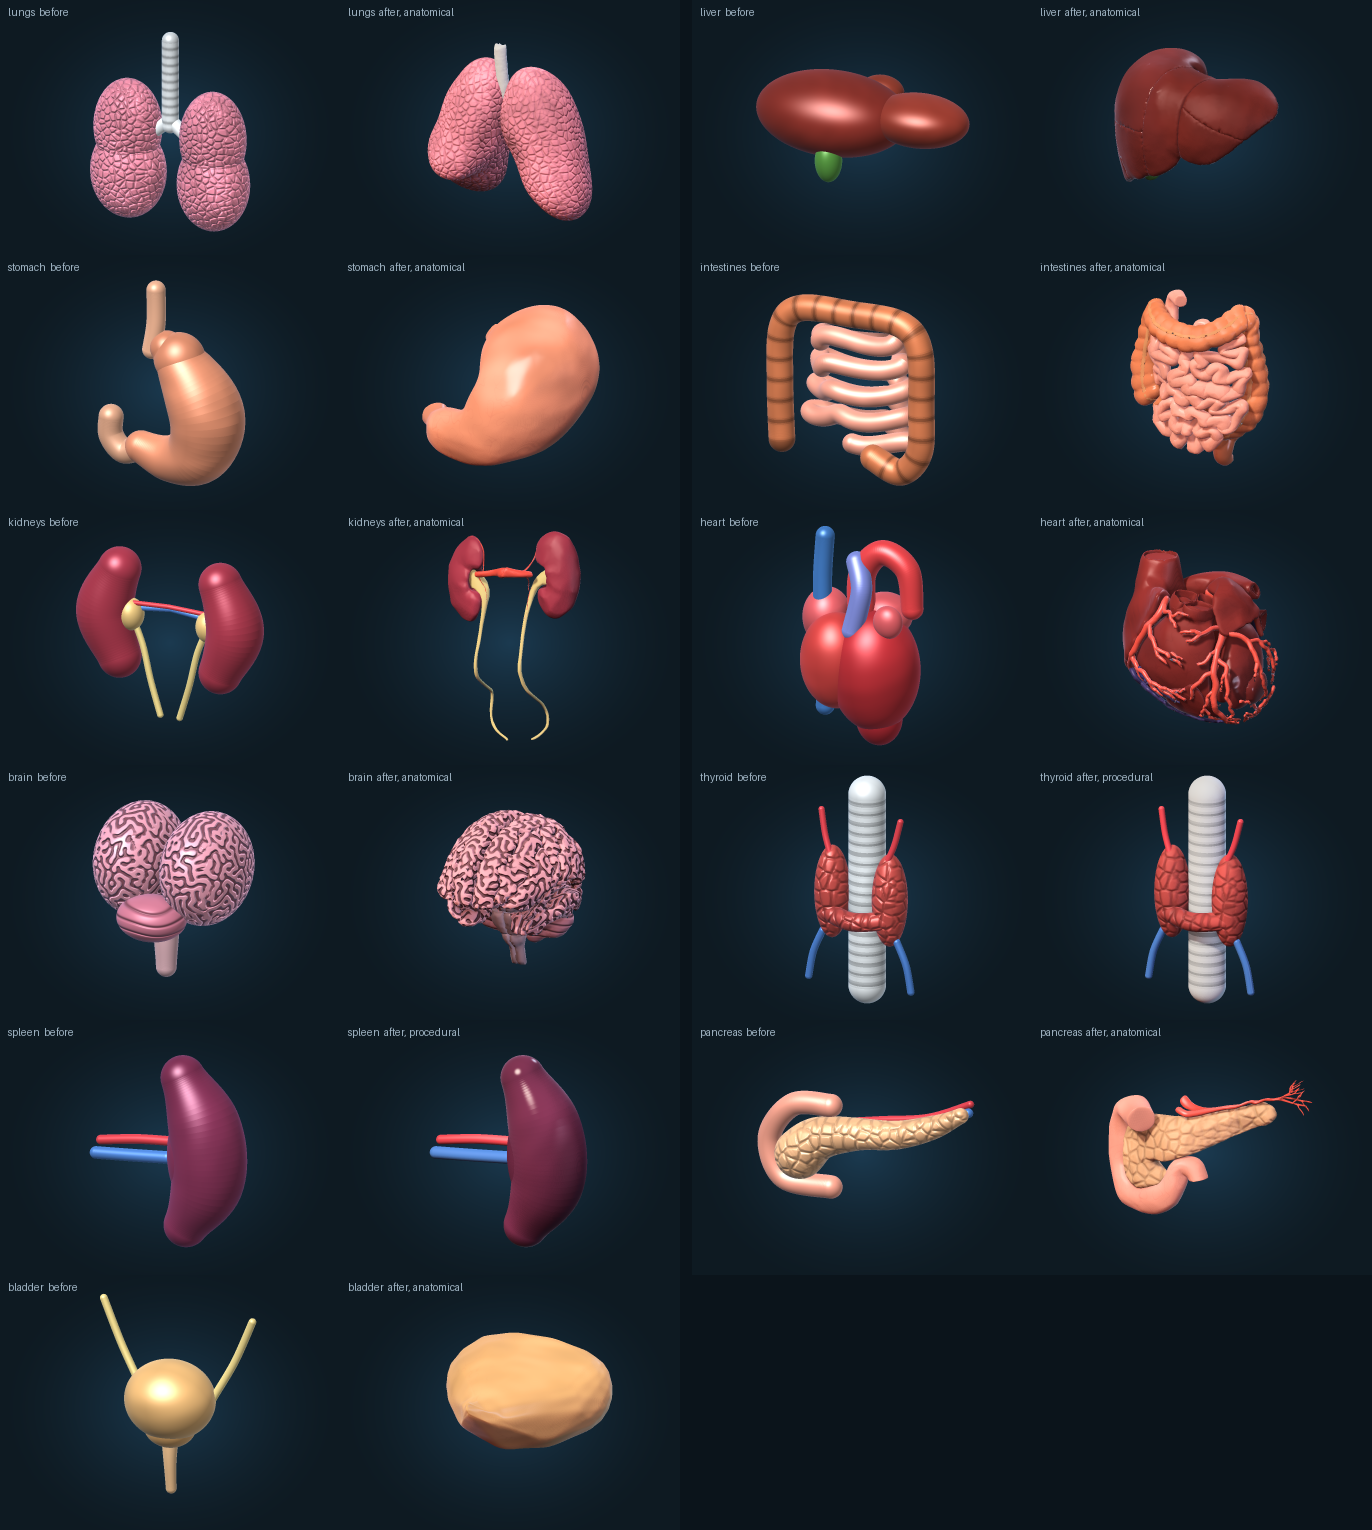 lungs before
lungs after, anatomical
liver before
liver after, anatomical
stomach before
stomach after, anatomical
intestines before
intestines after, anatomical
kidneys before
kidneys after, anatomical
heart before
heart after, anatomical
brain before
brain after, anatomical
thyroid before
thyroid after, procedural
spleen before
spleen after, procedural
pancreas before
pancreas after, anatomical
bladder before
bladder after, anatomical